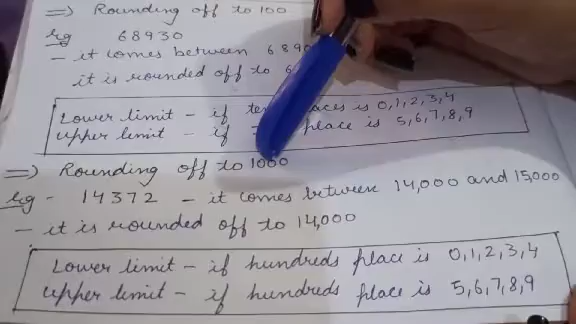 => Rounding off to 100
eg 68930
- it comes between 6890
it is rounded off to 6
Lower limit - if places is 0,1,2,3,4
upper limit - if place is 5,6,7,8,9
=> Rounding off to 1000
eg - 14372 - it comes between 14,000 and 15,000
- it is rounded off to 14,000
Lower limit - if hundreds place is 0,1,2,3,4
upper limit - if hundreds place is 5,6,7,8,9